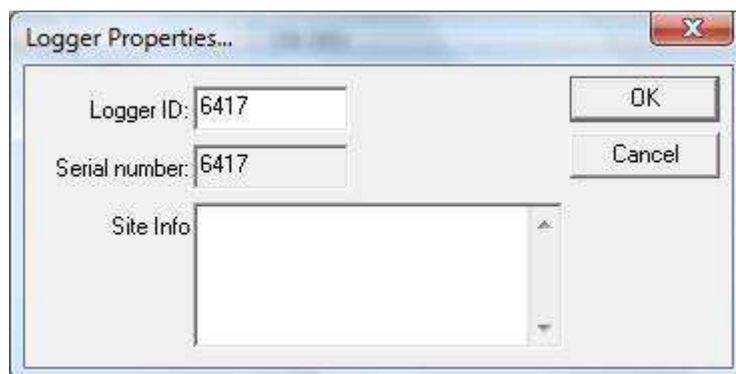 Logger Properties...
Logger ID: 6417
OK
Serial number: 6417
Cancel
Site Info